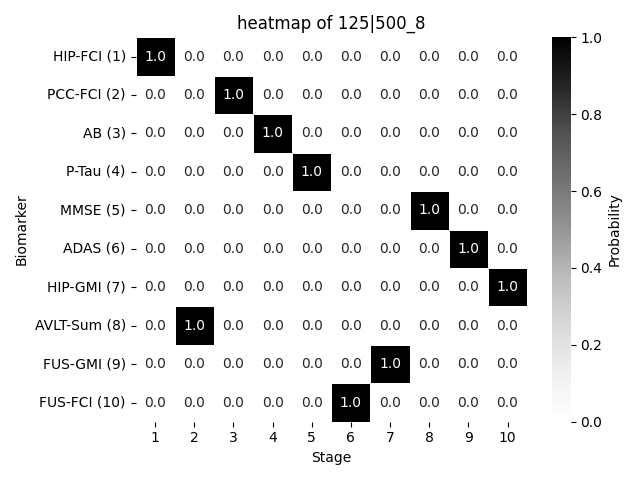 heatmap of 125|500_8
HIP-FCI (1) 1.0 0.0 0.0 0.0 0.0 0.0 0.0 0.0 0.0 0.0
PCC-FCI (2) 0.0 0.0 1.0 0.0 0.0 0.0 0.0 0.0 0.0 0.0
AB (3) 0.0 0.0 0.0 1.0 0.0 0.0 0.0 0.0 0.0 0.0
P-Tau (4) 0.0 0.0 0.0 0.0 1.0 0.0 0.0 0.0 0.0 0.0
MMSE (5) 0.0 0.0 0.0 0.0 0.0 0.0 0.0 1.0 0.0 0.0
ADAS (6) 0.0 0.0 0.0 0.0 0.0 0.0 0.0 0.0 1.0 0.0
HIP-GMI (7) 0.0 0.0 0.0 0.0 0.0 0.0 0.0 0.0 0.0 1.0
AVLT-Sum (8) 0.0 1.0 0.0 0.0 0.0 0.0 0.0 0.0 0.0 0.0
FUS-GMI (9) 0.0 0.0 0.0 0.0 0.0 0.0 1.0 0.0 0.0 0.0
FUS-FCI (10) 0.0 0.0 0.0 0.0 0.0 1.0 0.0 0.0 0.0 0.0
1 2 3 4 5 6 7 8 9 10
Stage
Biomarker
1.0
0.8
0.6
0.4
0.2
0.0
Probability